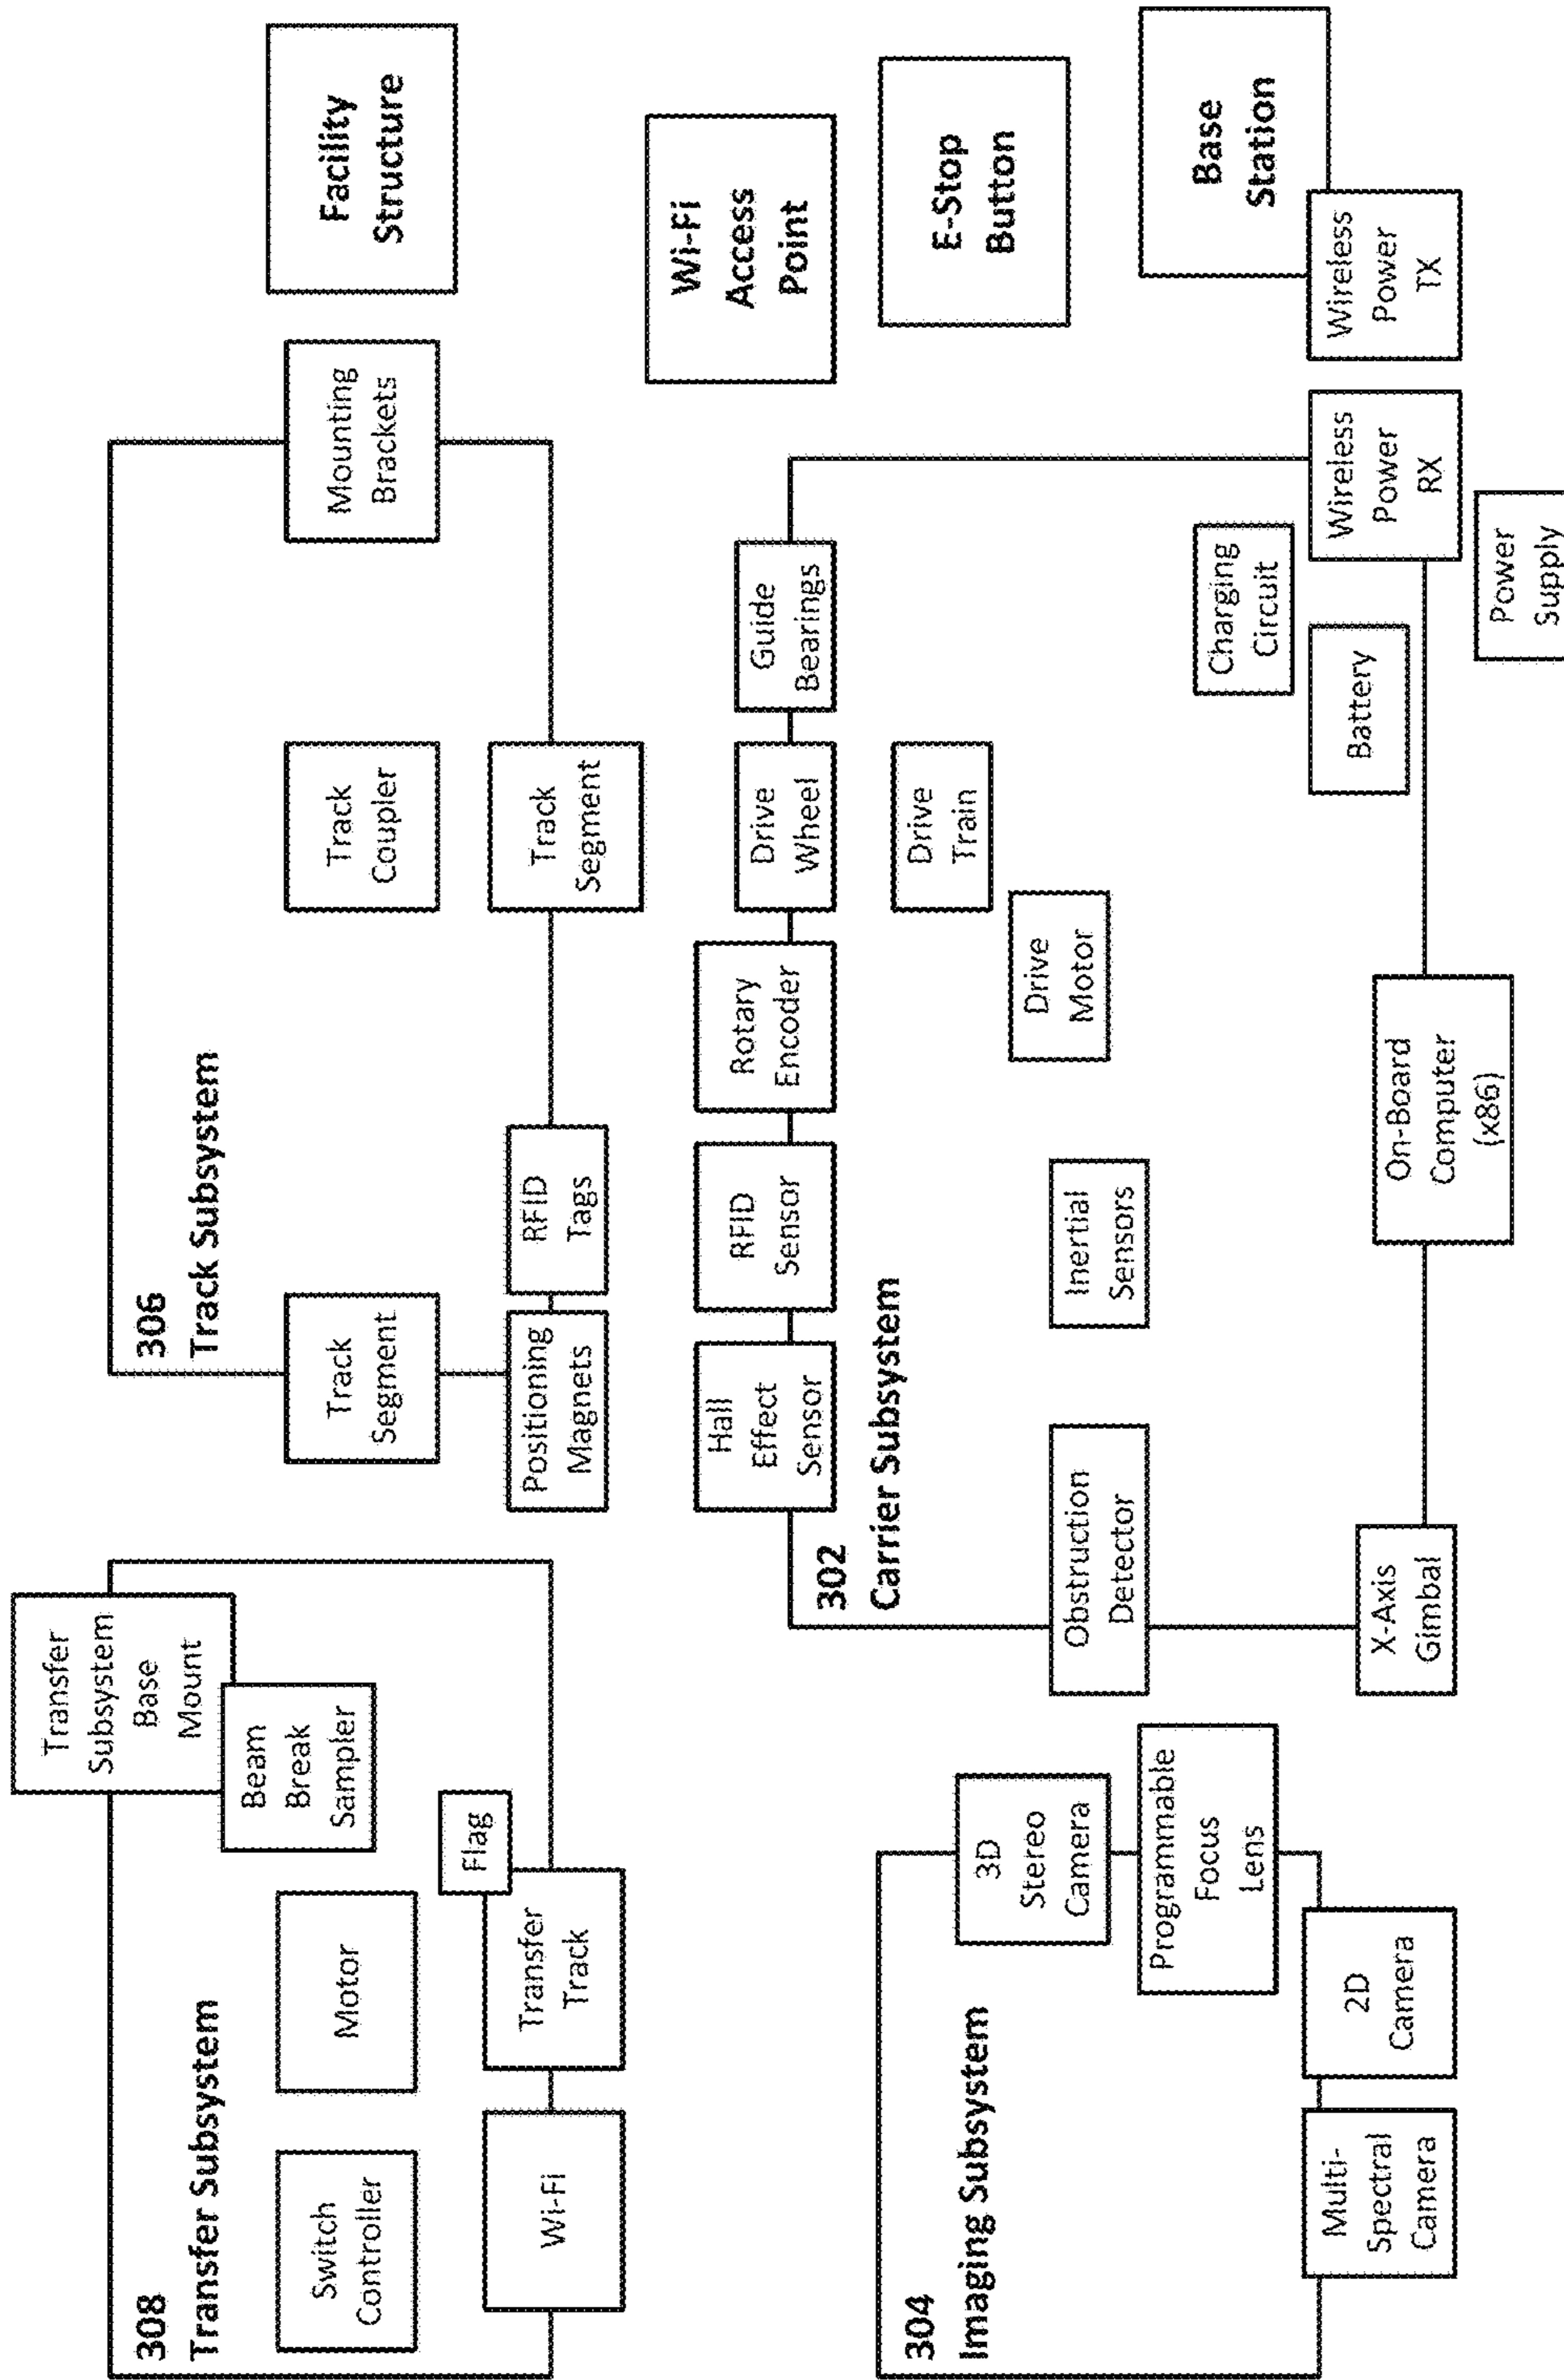 308
Transfer Subsystem
Switch
Controller
Motor
Wi-Fi
Transfer
Track
Flag
Transfer
Subsystem
Base
Mount
Beam
Break
Sampler
306
Track Subsystem
Track
Segment
Positioning
Magnets
RFID
Tags
Track
Coupler
Track
Segment
Mounting
Brackets
Facility
Structure
304
Imaging Subsystem
3D
Stereo
Camera
Programmable
Focus
Lens
2D
Camera
Multi-
Spectral
Camera
302
Carrier Subsystem
Hall
Effect
Sensor
RFID
Sensor
Rotary
Encoder
Drive
Wheel
Guide
Bearings
Drive
Train
Drive
Motor
Inertial
Sensors
Obstruction
Detector
X-Axis
Gimbal
On-Board
Computer
(x86)
Battery
Charging
Circuit
Wireless
Power
RX
Power
Supply
Wi-Fi
Access
Point
E-Stop
Button
Base
Station
Wireless
Power
TX